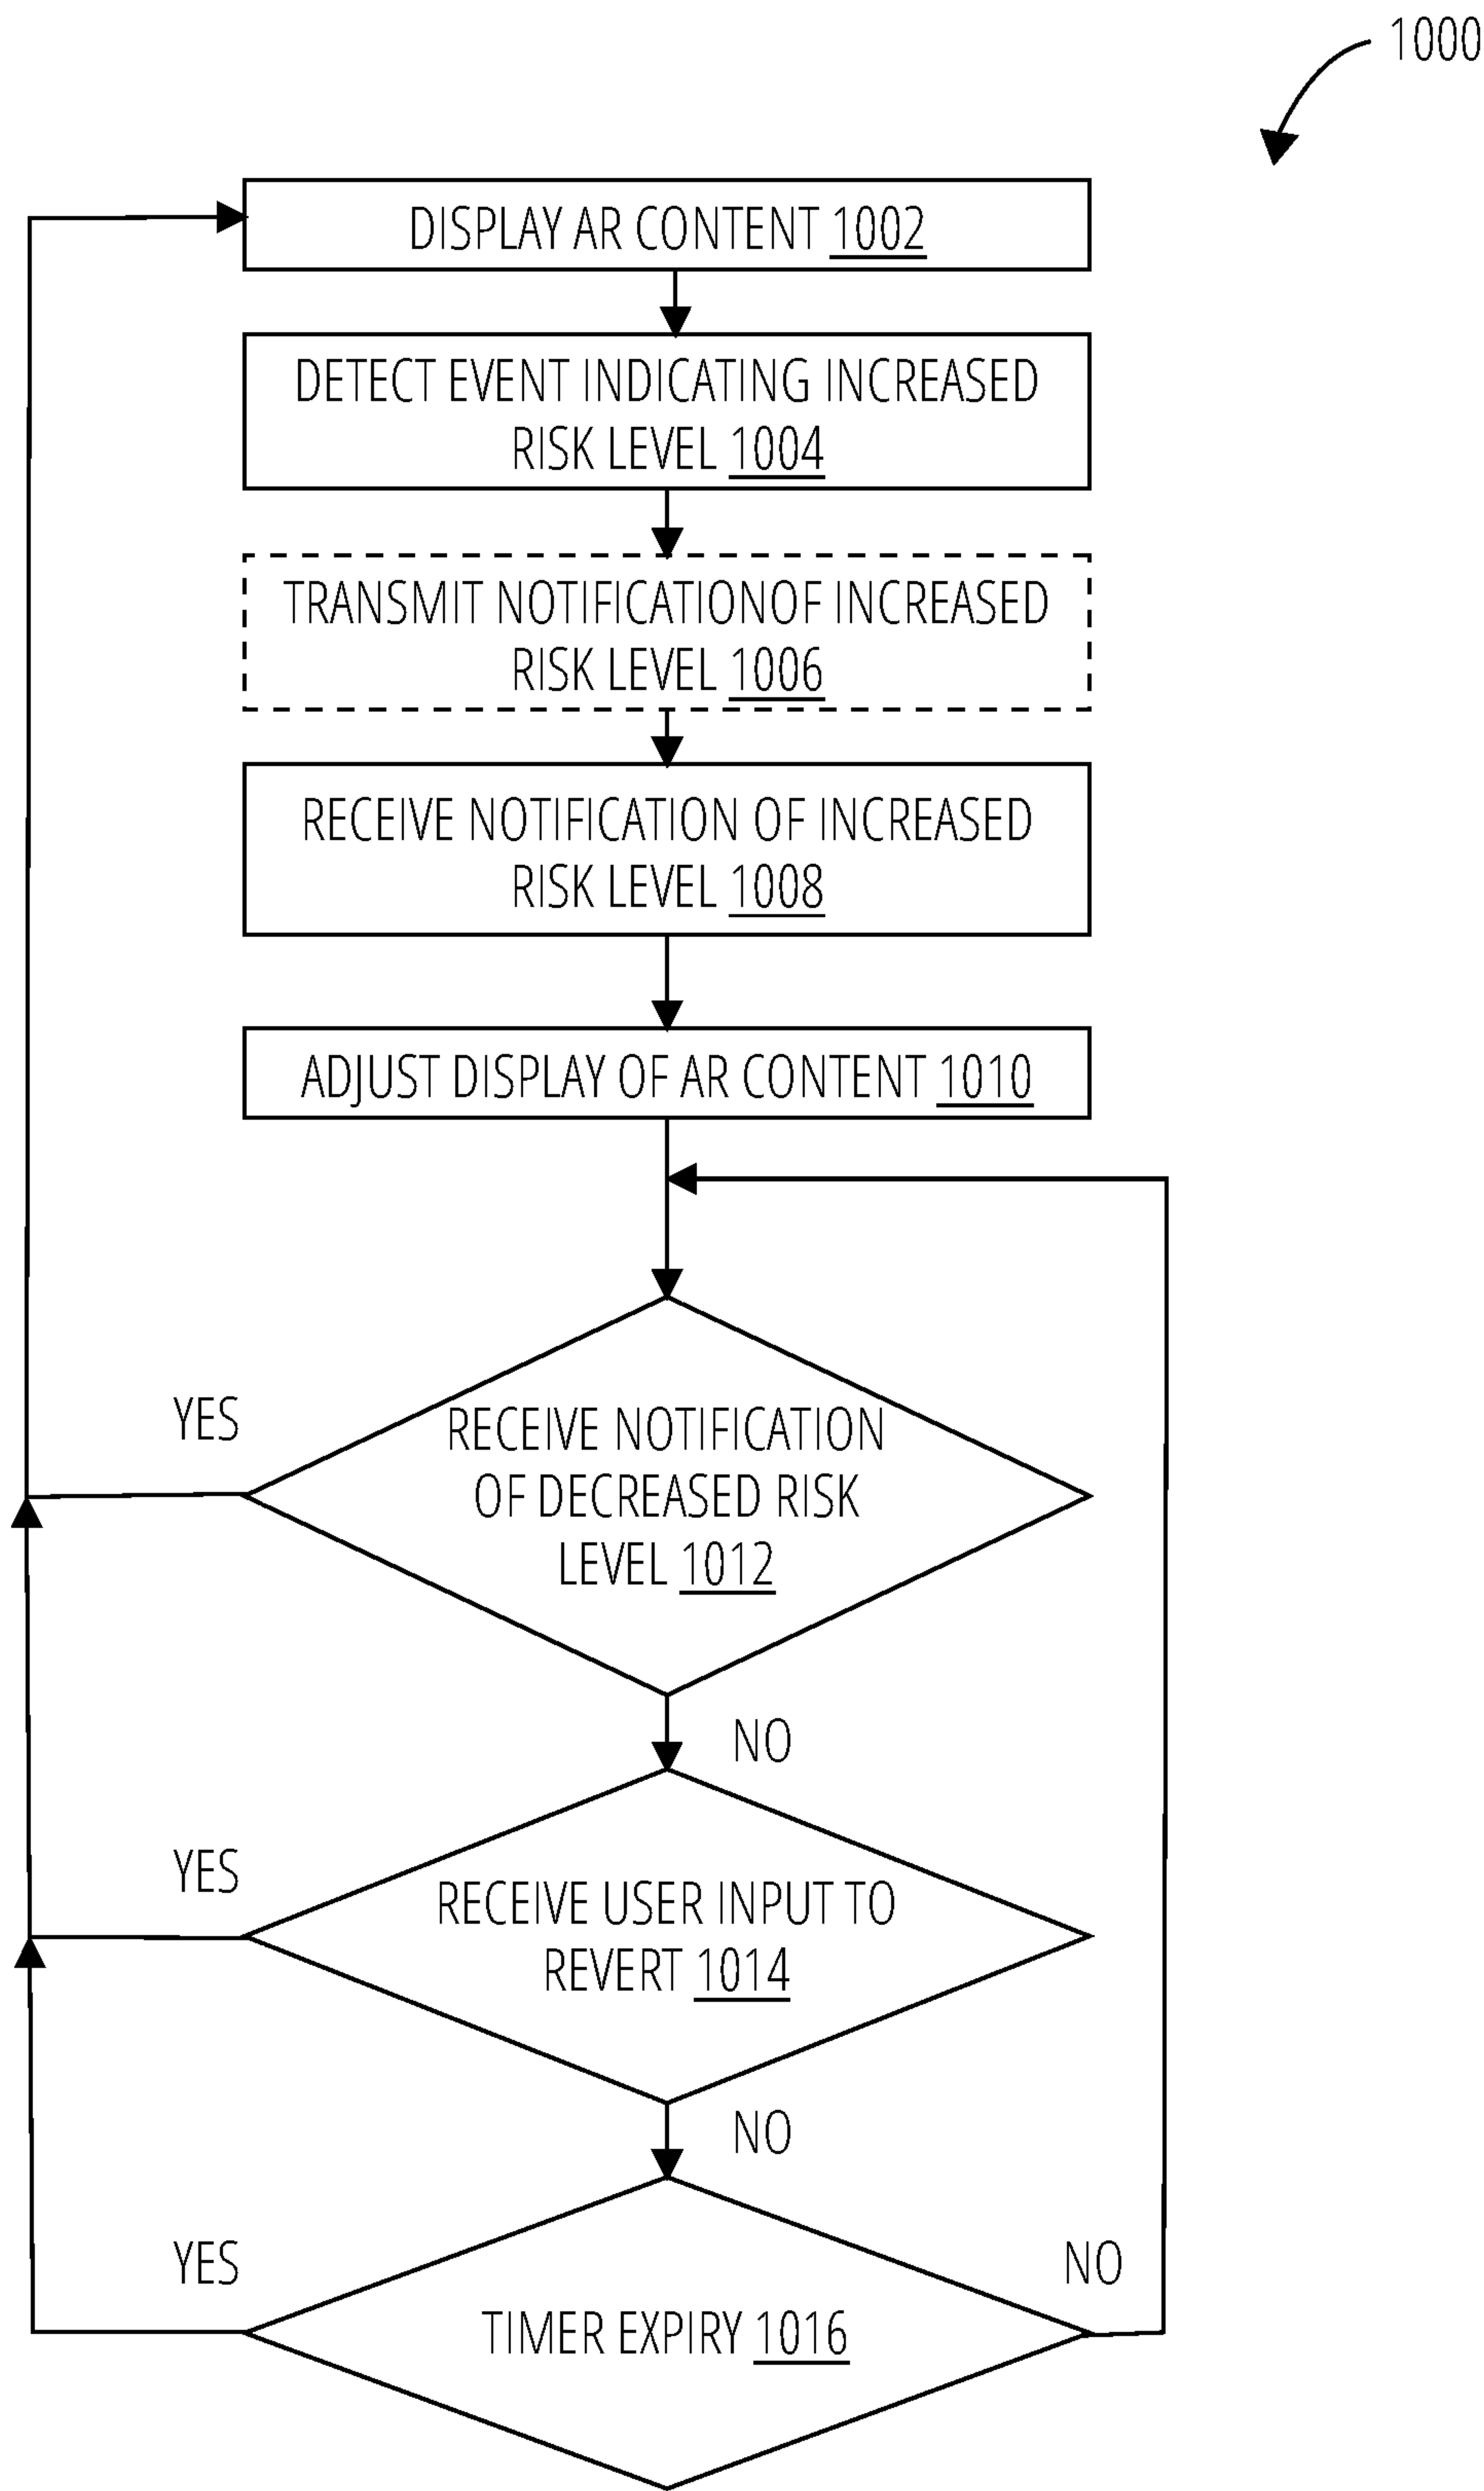 1000
DISPLAY AR CONTENT 1002
DETECT EVENT INDICATING INCREASED
RISK LEVEL 1004
TRANSMIT NOTIFICATIONOF INCREASED
RISK LEVEL 1006
RECEIVE NOTIFICATION OF INCREASED
RISK LEVEL 1008
ADJUST DISPLAY OF AR CONTENT 1010
YES
RECEIVE NOTIFICATION
OF DECREASED RISK
LEVEL 1012
NO
YES
RECEIVE USER INPUT TO
REVERT 1014
NO
YES
NO
TIMER EXPIRY 1016